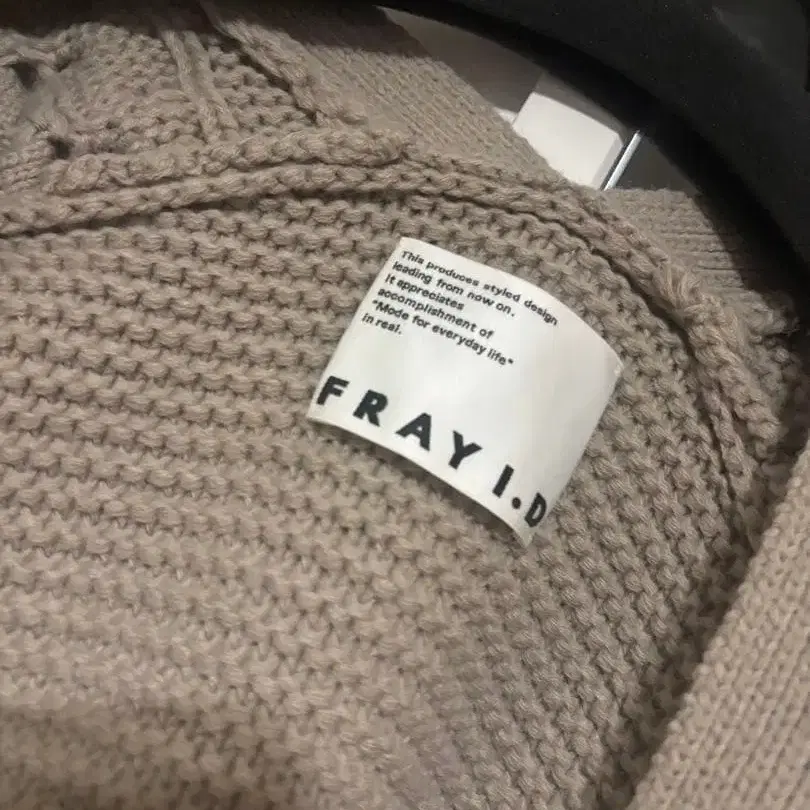 This produces styled design
leading from now on.
It appreciates
accomplishment of
"Mode for everyday life"
in real.
FRAY I.D